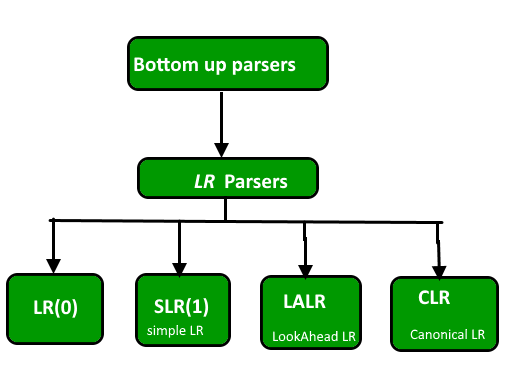 Bottom up parsers
LR Parsers
LR(0)
SLR(1)
simple LR
LALR
LookAhead LR
CLR
Canonical LR